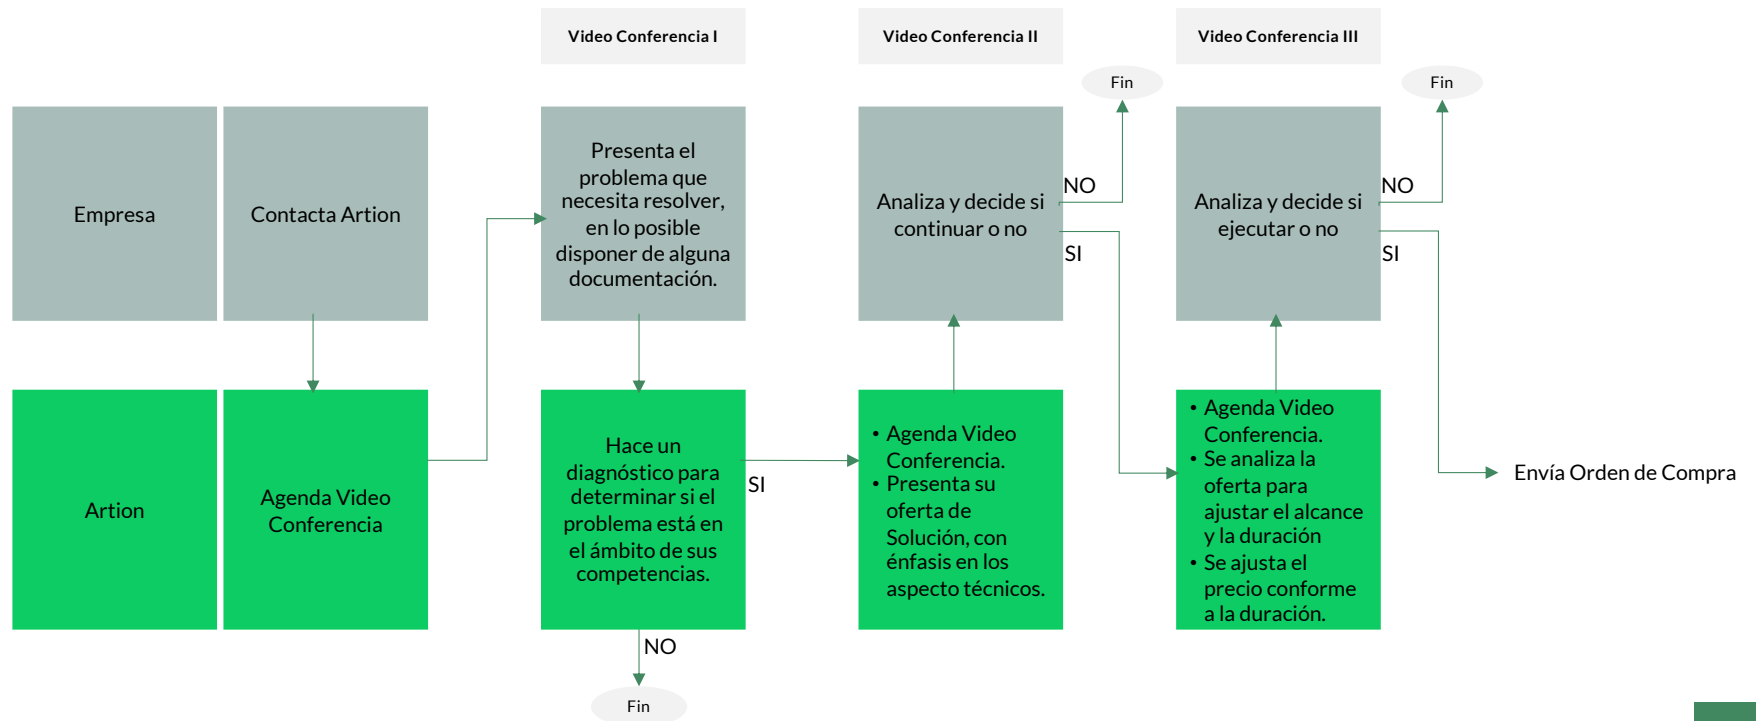 Video Conferencia I
Video Conferencia II
Video Conferencia III
Fin
Fin
Empresa
Contacta Artion
Presenta el
problema que
necesita resolver,
en lo posible
disponer de alguna
documentación.
Analiza y decide si
continuar o no
NO
SI
Analiza y decide si
ejecutar o no
NO
SI
Artion
Agenda Video
Conferencia
Hace un
diagnóstico para
determinar si el
problema está en
el ámbito de sus
competencias.
SI
NO
Fin
• Agenda Video
Conferencia.
• Presenta su
oferta de
Solución, con
énfasis en los
aspecto técnicos.
• Agenda Video
Conferencia.
• Se analiza la
oferta para
ajustar el alcance
y la duración
• Se ajusta el
precio conforme
a la duración.
Envía Orden de Compra